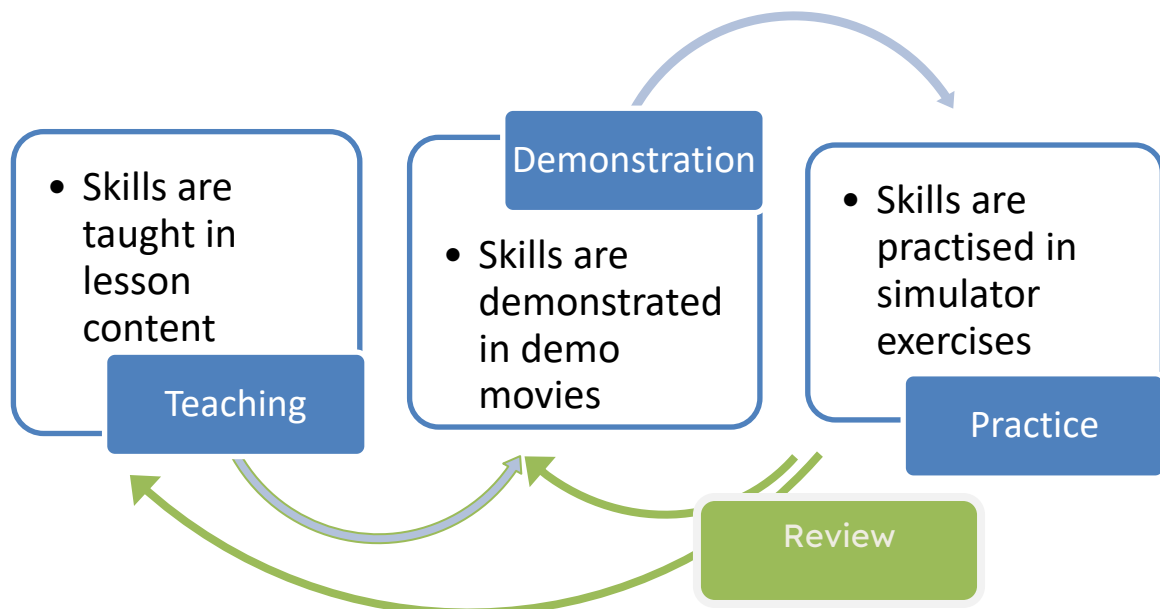 • Skills are
taught in
lesson
content
Teaching
Demonstration
• Skills are
demonstrated
in demo
movies
• Skills are
practised in
simulator
exercises
Practice
Review